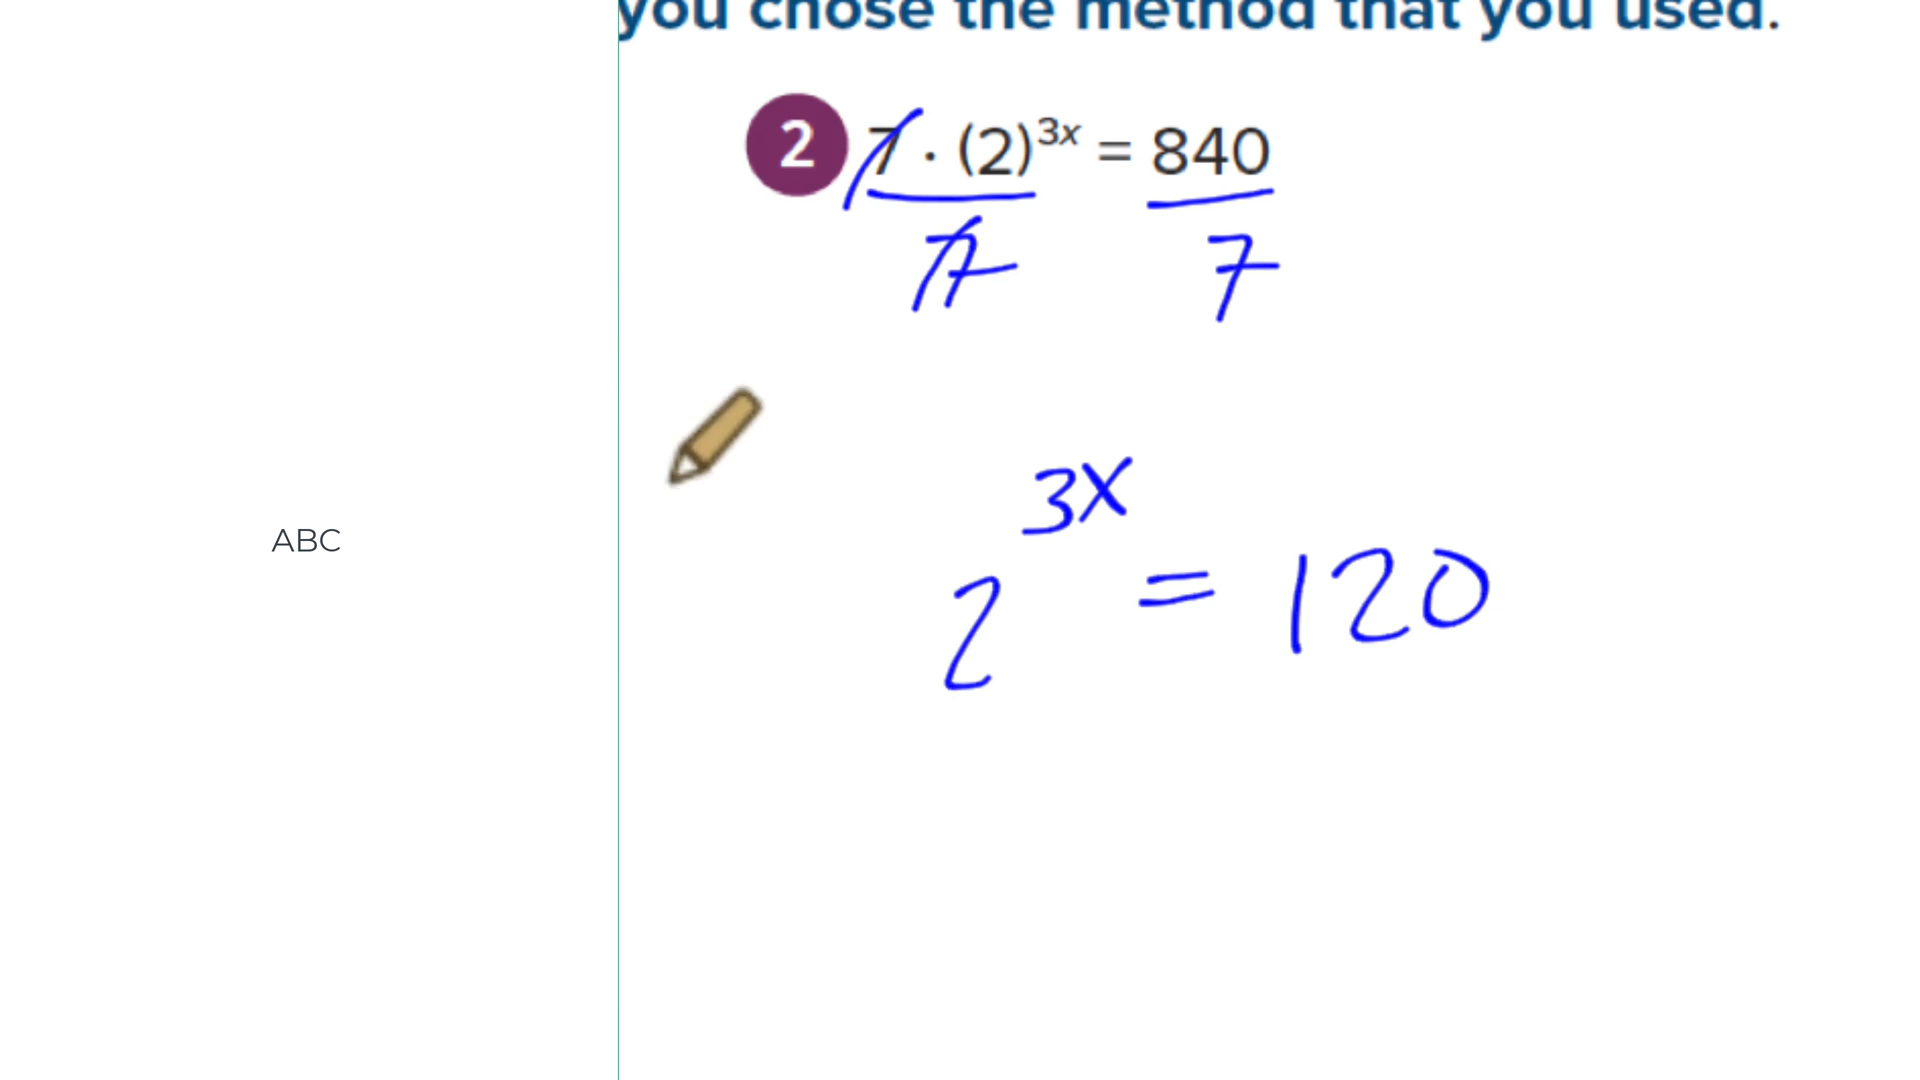 you chose the method that you used.
2 7 · (2)^3x = 840
7 7
ABC
2^3x = 120